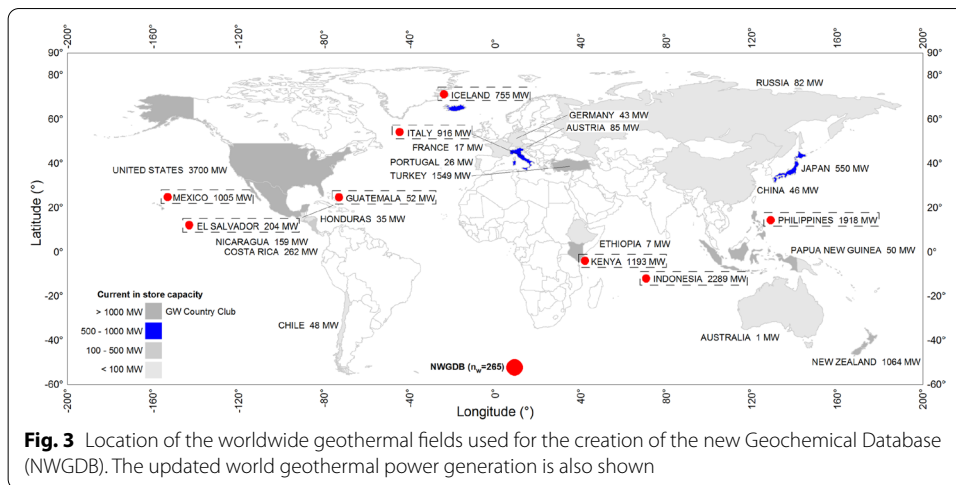 -200° -160° -120° -80° -40° 0° 40° 80° 120° 160° 200°
90° 90°
RUSSIA 82 MW
80° 80°
ICELAND 755 MW
60° 60°
GERMANY 43 MW
AUSTRIA 85 MW
ITALY 916 MW
FRANCE 17 MW
PORTUGAL 26 MW
TURKEY 1549 MW
40° 40°
UNITED STATES 3700 MW
JAPAN 550 MW
CHINA 46 MW
MEXICO 1005 MW
GUATEMALA 52 MW
20° 20°
HONDURAS 35 MW
EL SALVADOR 204 MW
PHILIPPINES 1918 MW
NICARAGUA 159 MW
COSTA RICA 262 MW
ETHIOPIA 7 MW
PAPUA NEW GUINEA 50 MW
0° 0°
KENYA 1193 MW
INDONESIA 2289 MW
Latitude (°)
Current in store capacity
> 1000 MW GW Country Club
500 - 1000 MW
100 - 500 MW
< 100 MW
-20° -20°
CHILE 48 MW
AUSTRALIA 1 MW
-40° -40°
NEW ZEALAND 1064 MW
NWGDB (nw=265)
-60° -60°
-200° -160° -120° -80° -40° 0° 40° 80° 120° 160° 200°
Longitude (°)
Fig. 3 Location of the worldwide geothermal fields used for the creation of the new Geochemical Database
(NWGDB). The updated world geothermal power generation is also shown